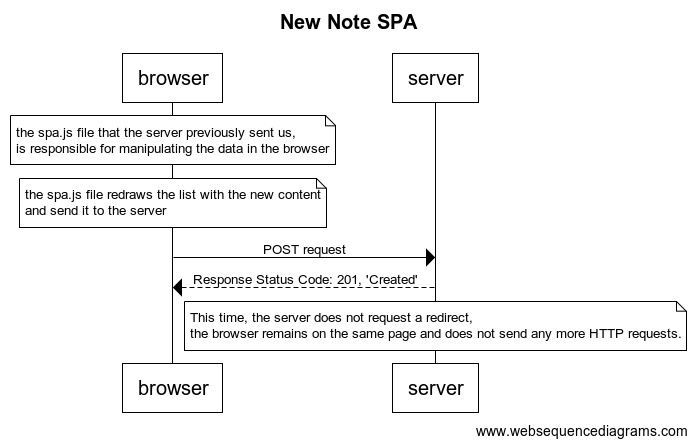 New Note SPA
browser
server
the spa.js file that the server previously sent us,
is responsible for manipulating the data in the browser
the spa.js file redraws the list with the new content
and send it to the server
POST request
Response Status Code: 201, 'Created'
This time, the server does not request a redirect,
the browser remains on the same page and does not send any more HTTP requests.
browser
server
www.websequencediagrams.com